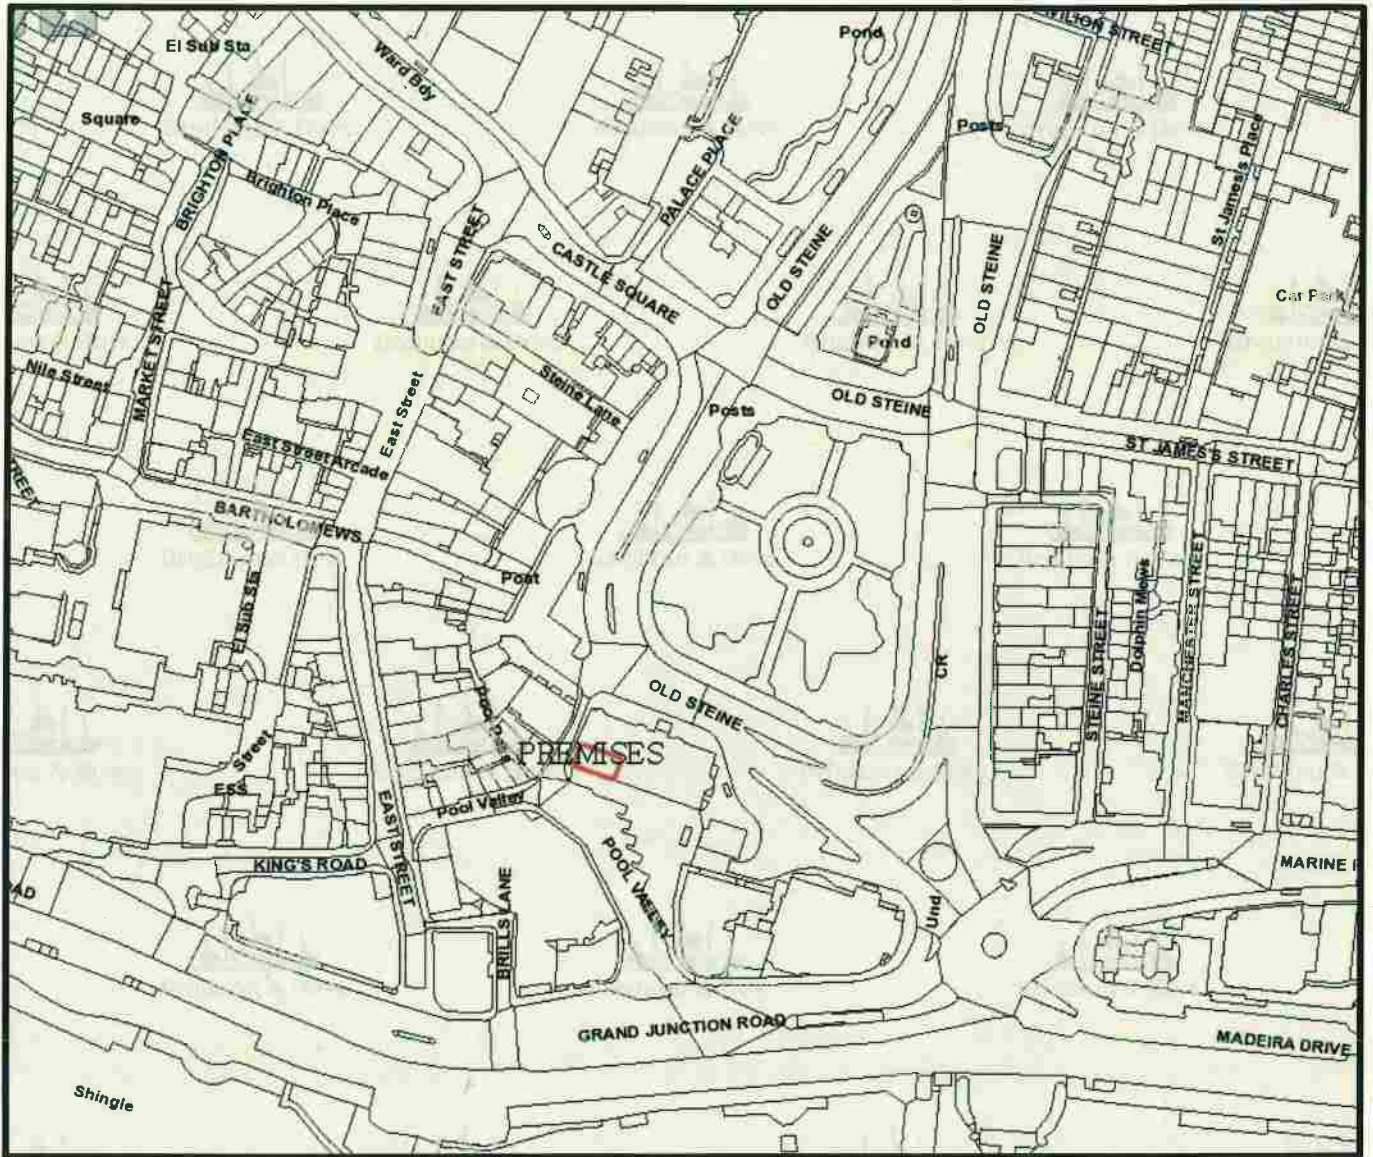 El Sub Sta
Ward Bdy
Pond
Square
BRIGHTON PLACE
Brighton Place
PALACE PLACE
Posts
St James's Place
EAST STREET
CASTLE SQUARE
OLD STEINE
OLD STEINE
Car Park
MARKET STREET
Nile Street
East Street
Steine Lane
Pond
Posts
OLD STEINE
East Street Arcade
ST JAMES'S STREET
BARTHOLOMEWS
Post
El Sub Sta
Dolphin Mews
MANCHESTER STREET
CHARLES STREET
STEINE STREET
CR
OLD STEINE
PREMISES
Street
ESS
Pool Valley
EAST STREET
KING'S ROAD
POOL VALLEY
BRILLS LANE
Und
MARINE
GRAND JUNCTION ROAD
MADEIRA DRIVE
Shingle